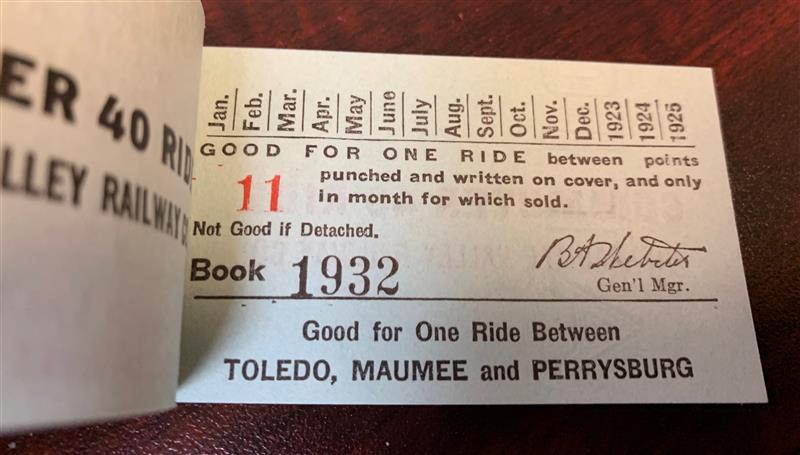 ER 40 RID
LLEY RAILWAY C
Jan. Feb. Mar. Apr. May June July Aug. Sept. Oct. Nov. Dec. 1923 1924 1925
GOOD FOR ONE RIDE between points
11 punched and written on cover, and only
in month for which sold.
Not Good if Detached.
Book 1932
Gen'l Mgr.
Good for One Ride Between
TOLEDO, MAUMEE and PERRYSBURG